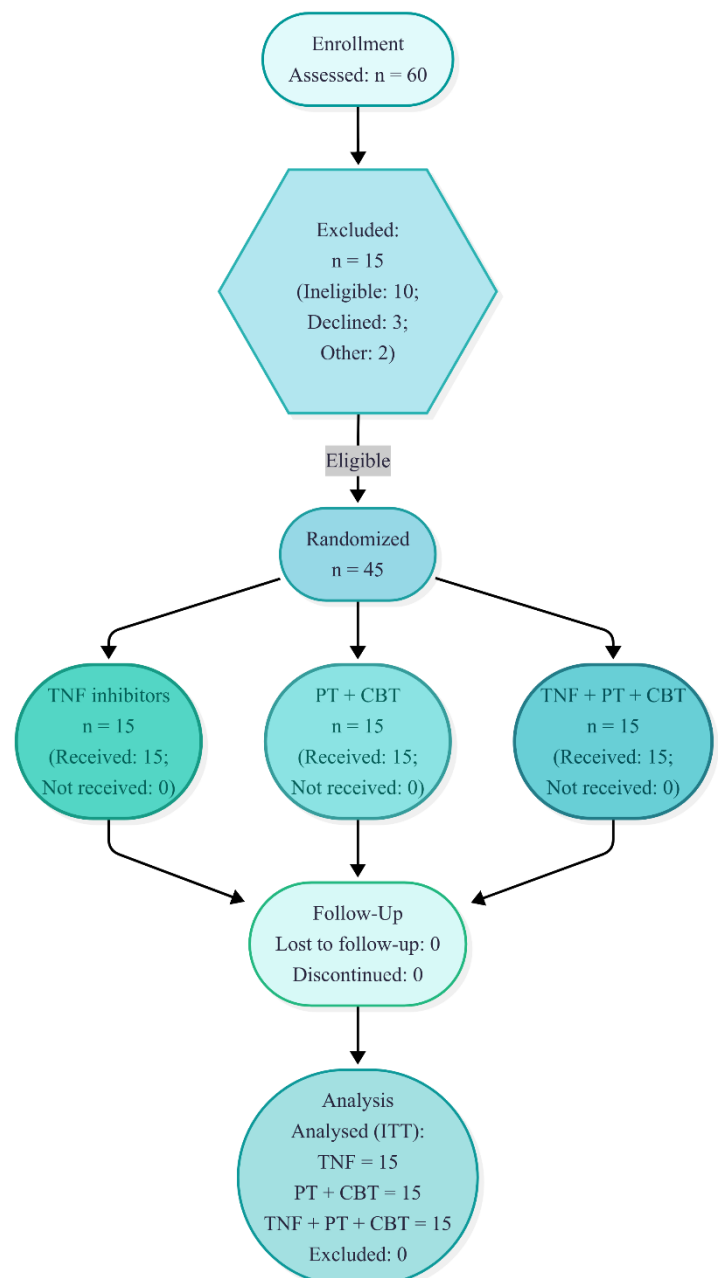 Enrollment
Assessed: n = 60
Excluded:
n = 15
(Ineligible: 10;
Declined: 3;
Other: 2)
Eligible
Randomized
n = 45
TNF inhibitors
n = 15
(Received: 15;
Not received: 0)
PT + CBT
n = 15
(Received: 15;
Not received: 0)
TNF + PT + CBT
n = 15
(Received: 15;
Not received: 0)
Follow-Up
Lost to follow-up: 0
Discontinued: 0
Analysis
Analysed (ITT):
TNF = 15
PT + CBT = 15
TNF + PT + CBT = 15
Excluded: 0